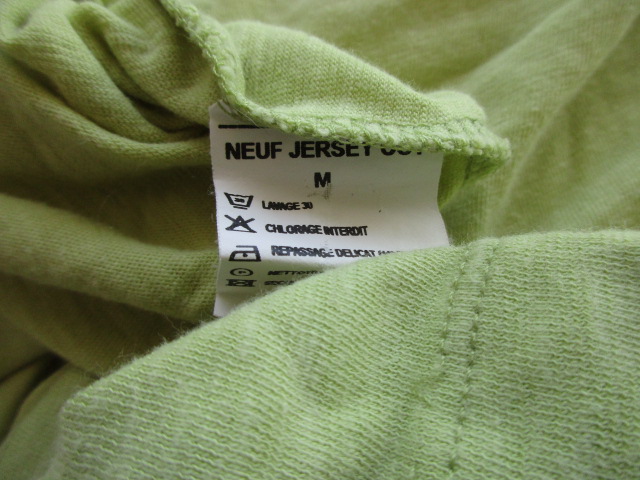 NEUF JERSEY
M
LAVAGE 30
CHLORAGE INTERDIT
REPASSAGE DELICAT